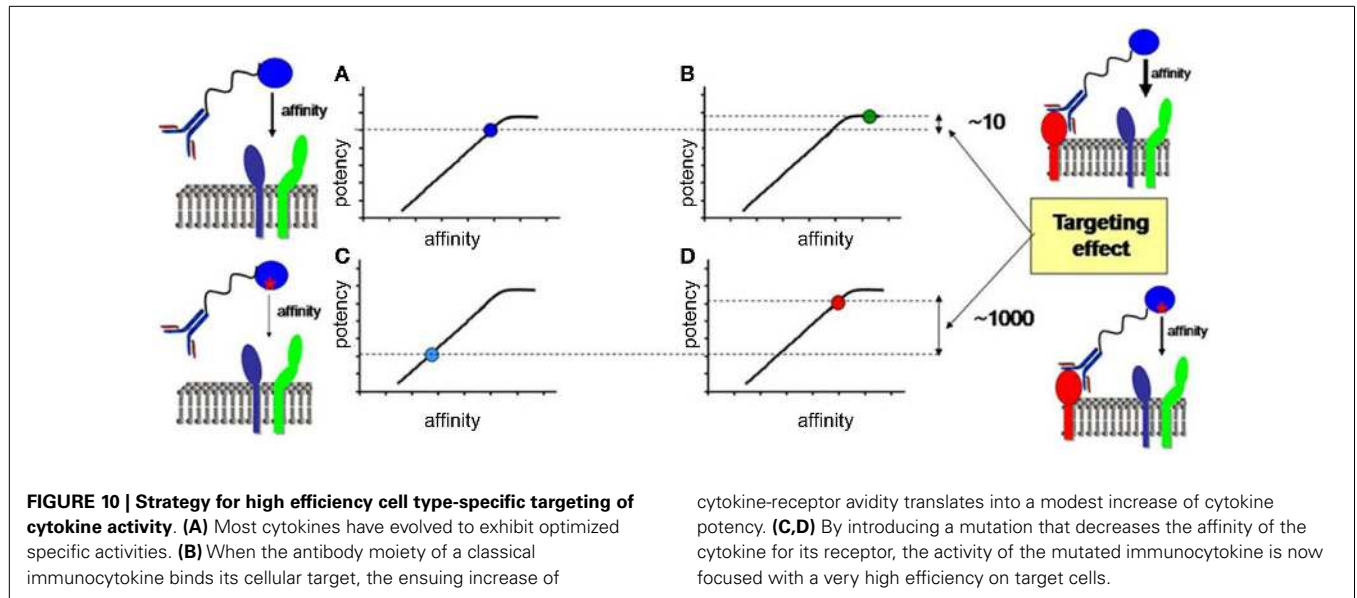 A
B
affinity
affinity
potency
potency
~10
affinity
affinity
Targeting
effect
C
D
affinity
potency
potency
~1000
affinity
affinity
affinity
FIGURE 10 | Strategy for high efficiency cell type-specific targeting of
cytokine activity. (A) Most cytokines have evolved to exhibit optimized
specific activities. (B) When the antibody moiety of a classical
immunocytokine binds its cellular target, the ensuing increase of
cytokine-receptor avidity translates into a modest increase of cytokine
potency. (C,D) By introducing a mutation that decreases the affinity of the
cytokine for its receptor, the activity of the mutated immunocytokine is now
focused with a very high efficiency on target cells.